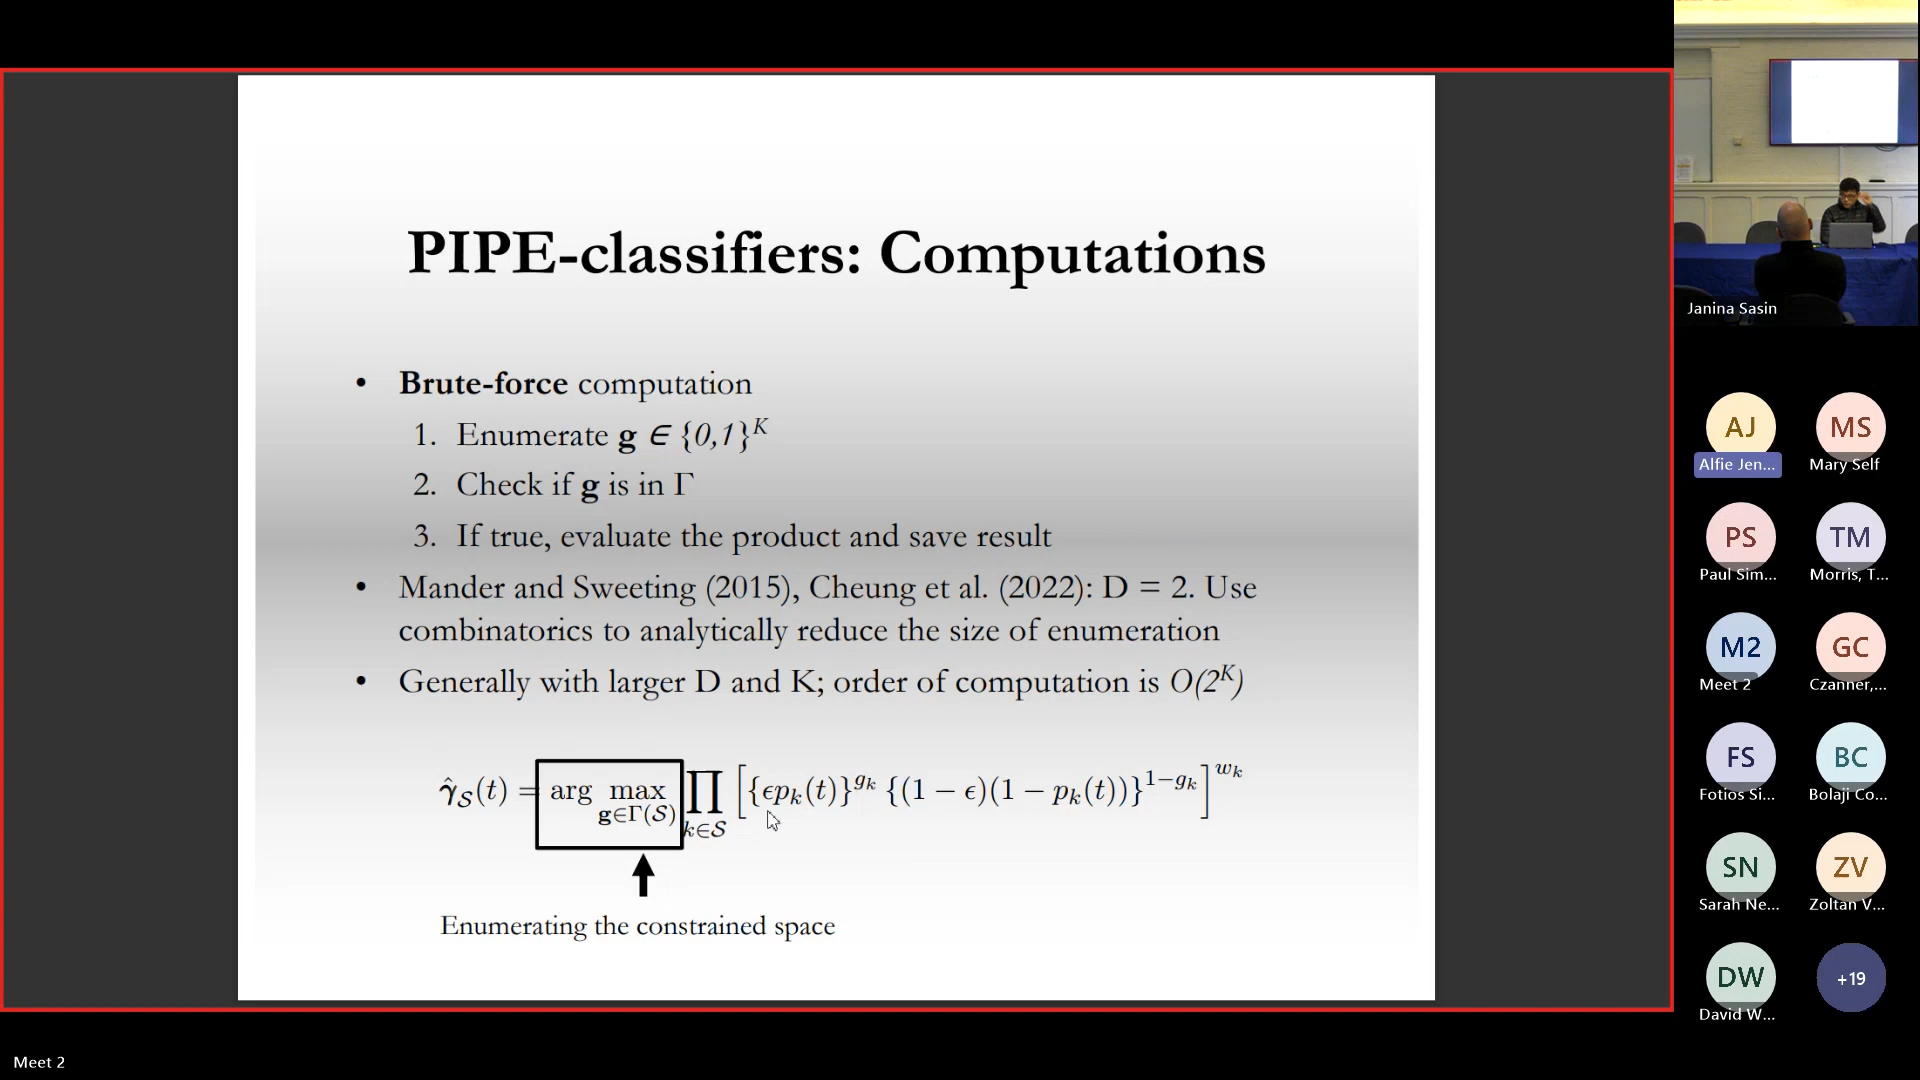 PIPE-classifiers: Computations
• Brute-force computation
1. Enumerate g ∈ {0,1}^K
2. Check if g is in Γ
3. If true, evaluate the product and save result
• Mander and Sweeting (2015), Cheung et al. (2022): D = 2. Use
combinatorics to analytically reduce the size of enumeration
• Generally with larger D and K; order of computation is O(2^K)
γ̂_𝒮(t) = arg max_{g∈Γ(𝒮)} ∏_{k∈𝒮} [{ϵp_k(t)}^{g_k} {(1 − ϵ)(1 − p_k(t))}^{1−g_k}]^{w_k}
Enumerating the constrained space
Janina Sasin
AJ
MS
Alfie Jen...
Mary Self
PS
TM
Paul Sim...
Morris, T...
M2
GC
Meet 2
Czanner,...
FS
BC
Fotios Si...
Bolaji Co...
SN
ZV
Sarah Ne...
Zoltan V...
DW
+19
David W...
Meet 2